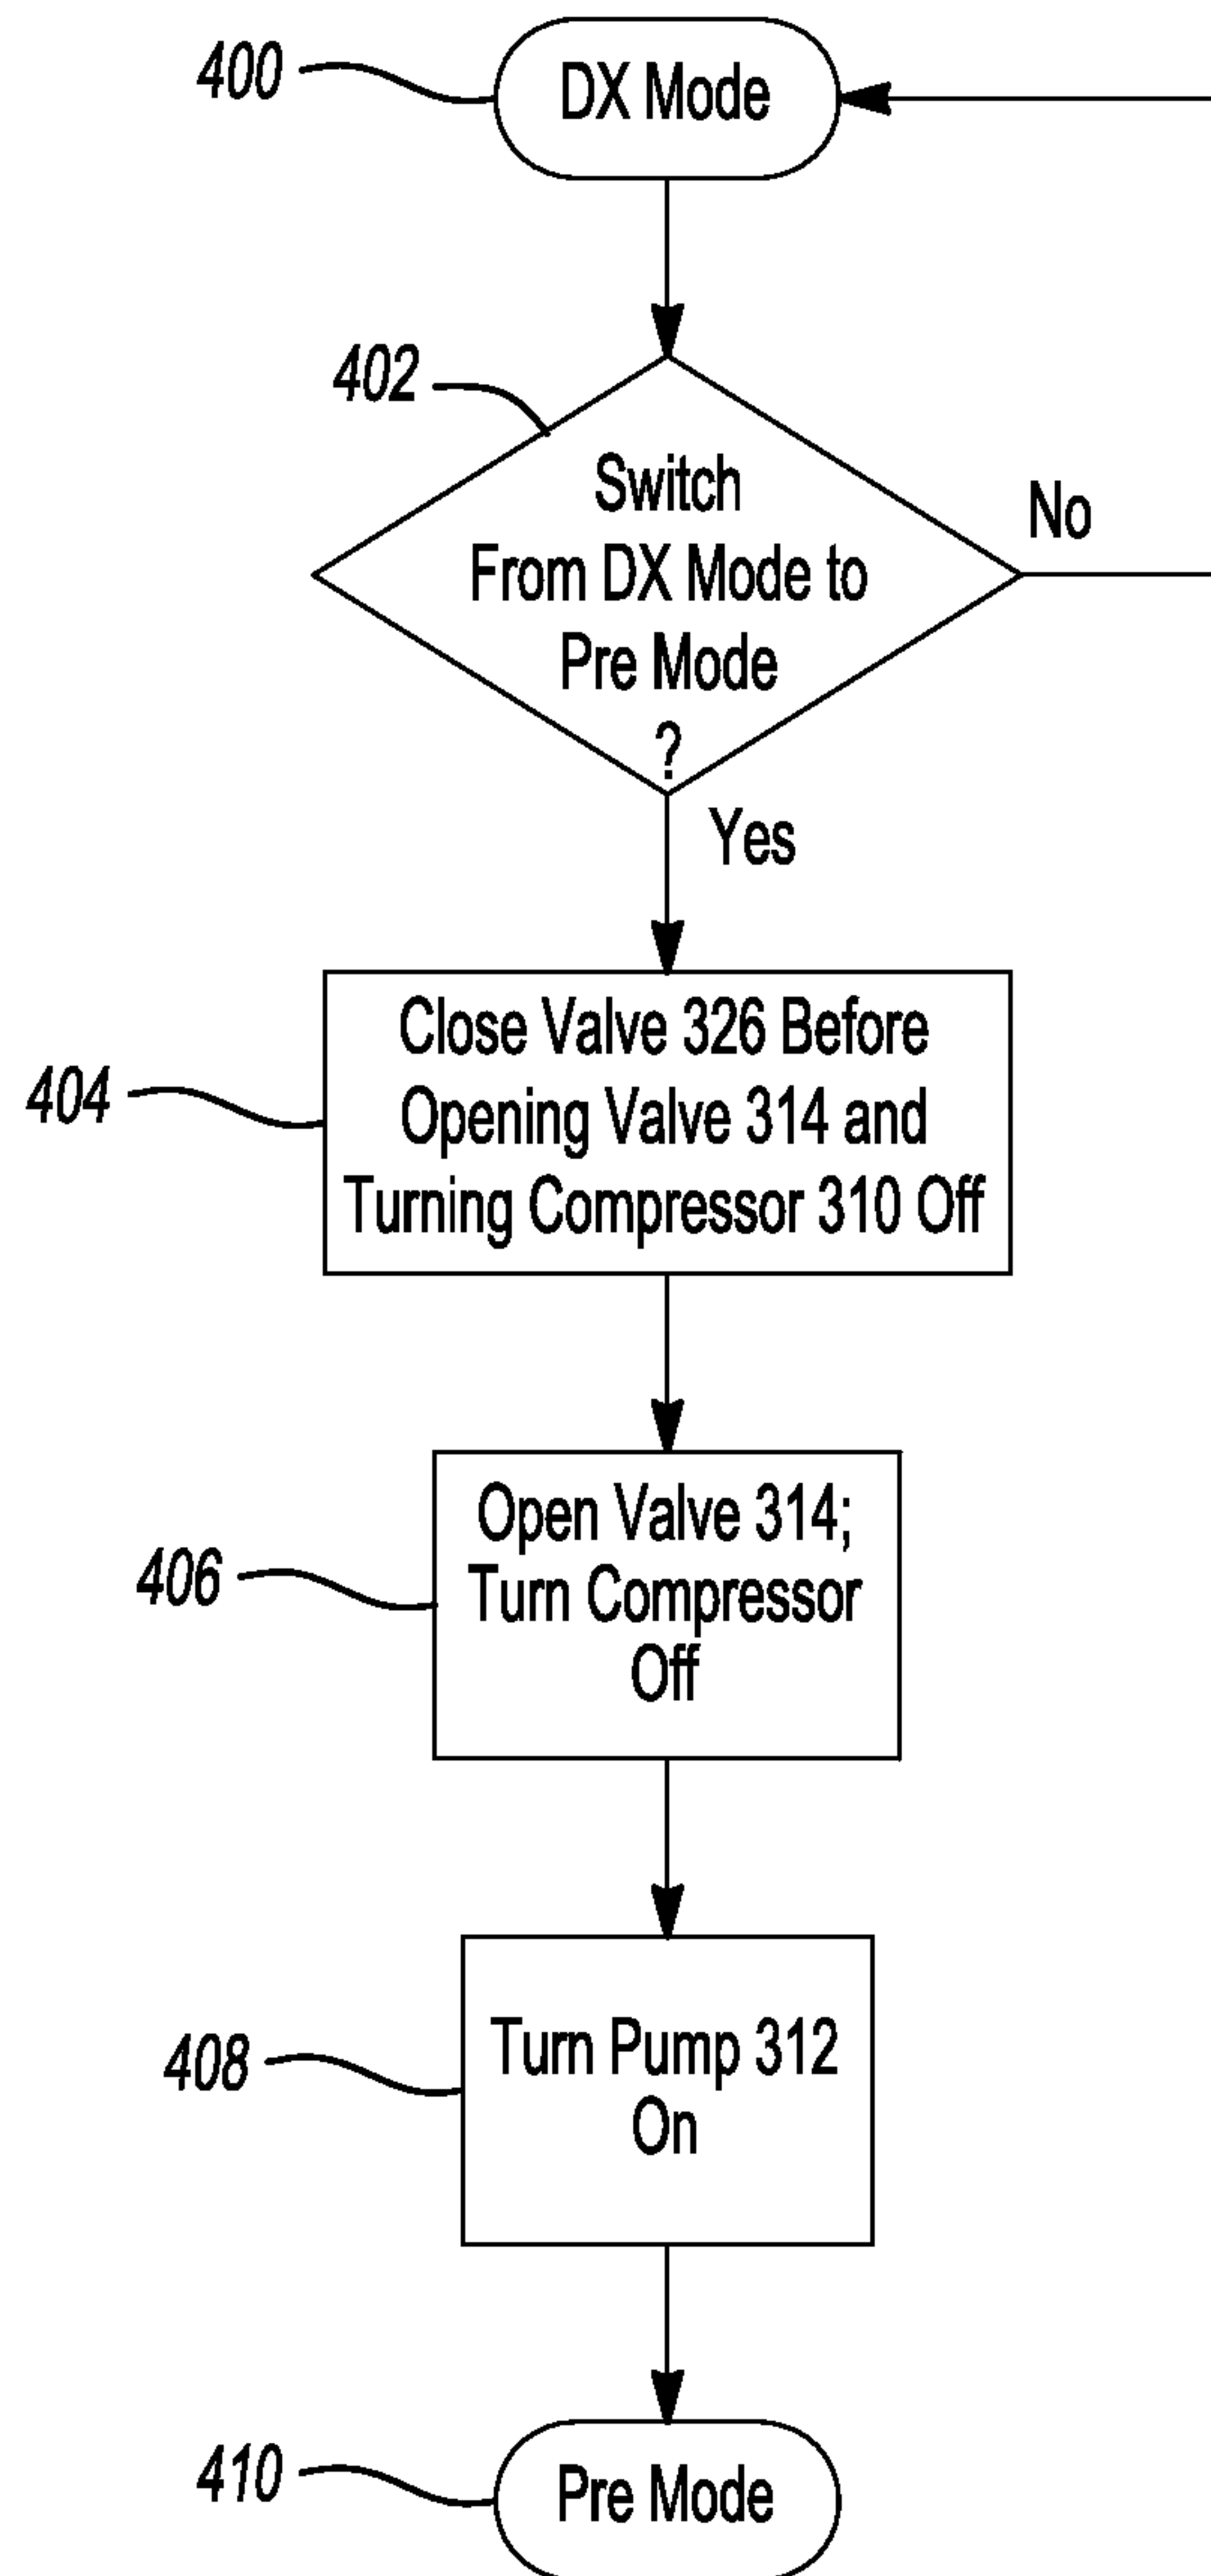 400
DX Mode
402
Switch
From DX Mode to
Pre Mode
?
No
Yes
404
Close Valve 326 Before
Opening Valve 314 and
Turning Compressor 310 Off
406
Open Valve 314;
Turn Compressor
Off
408
Turn Pump 312
On
410
Pre Mode